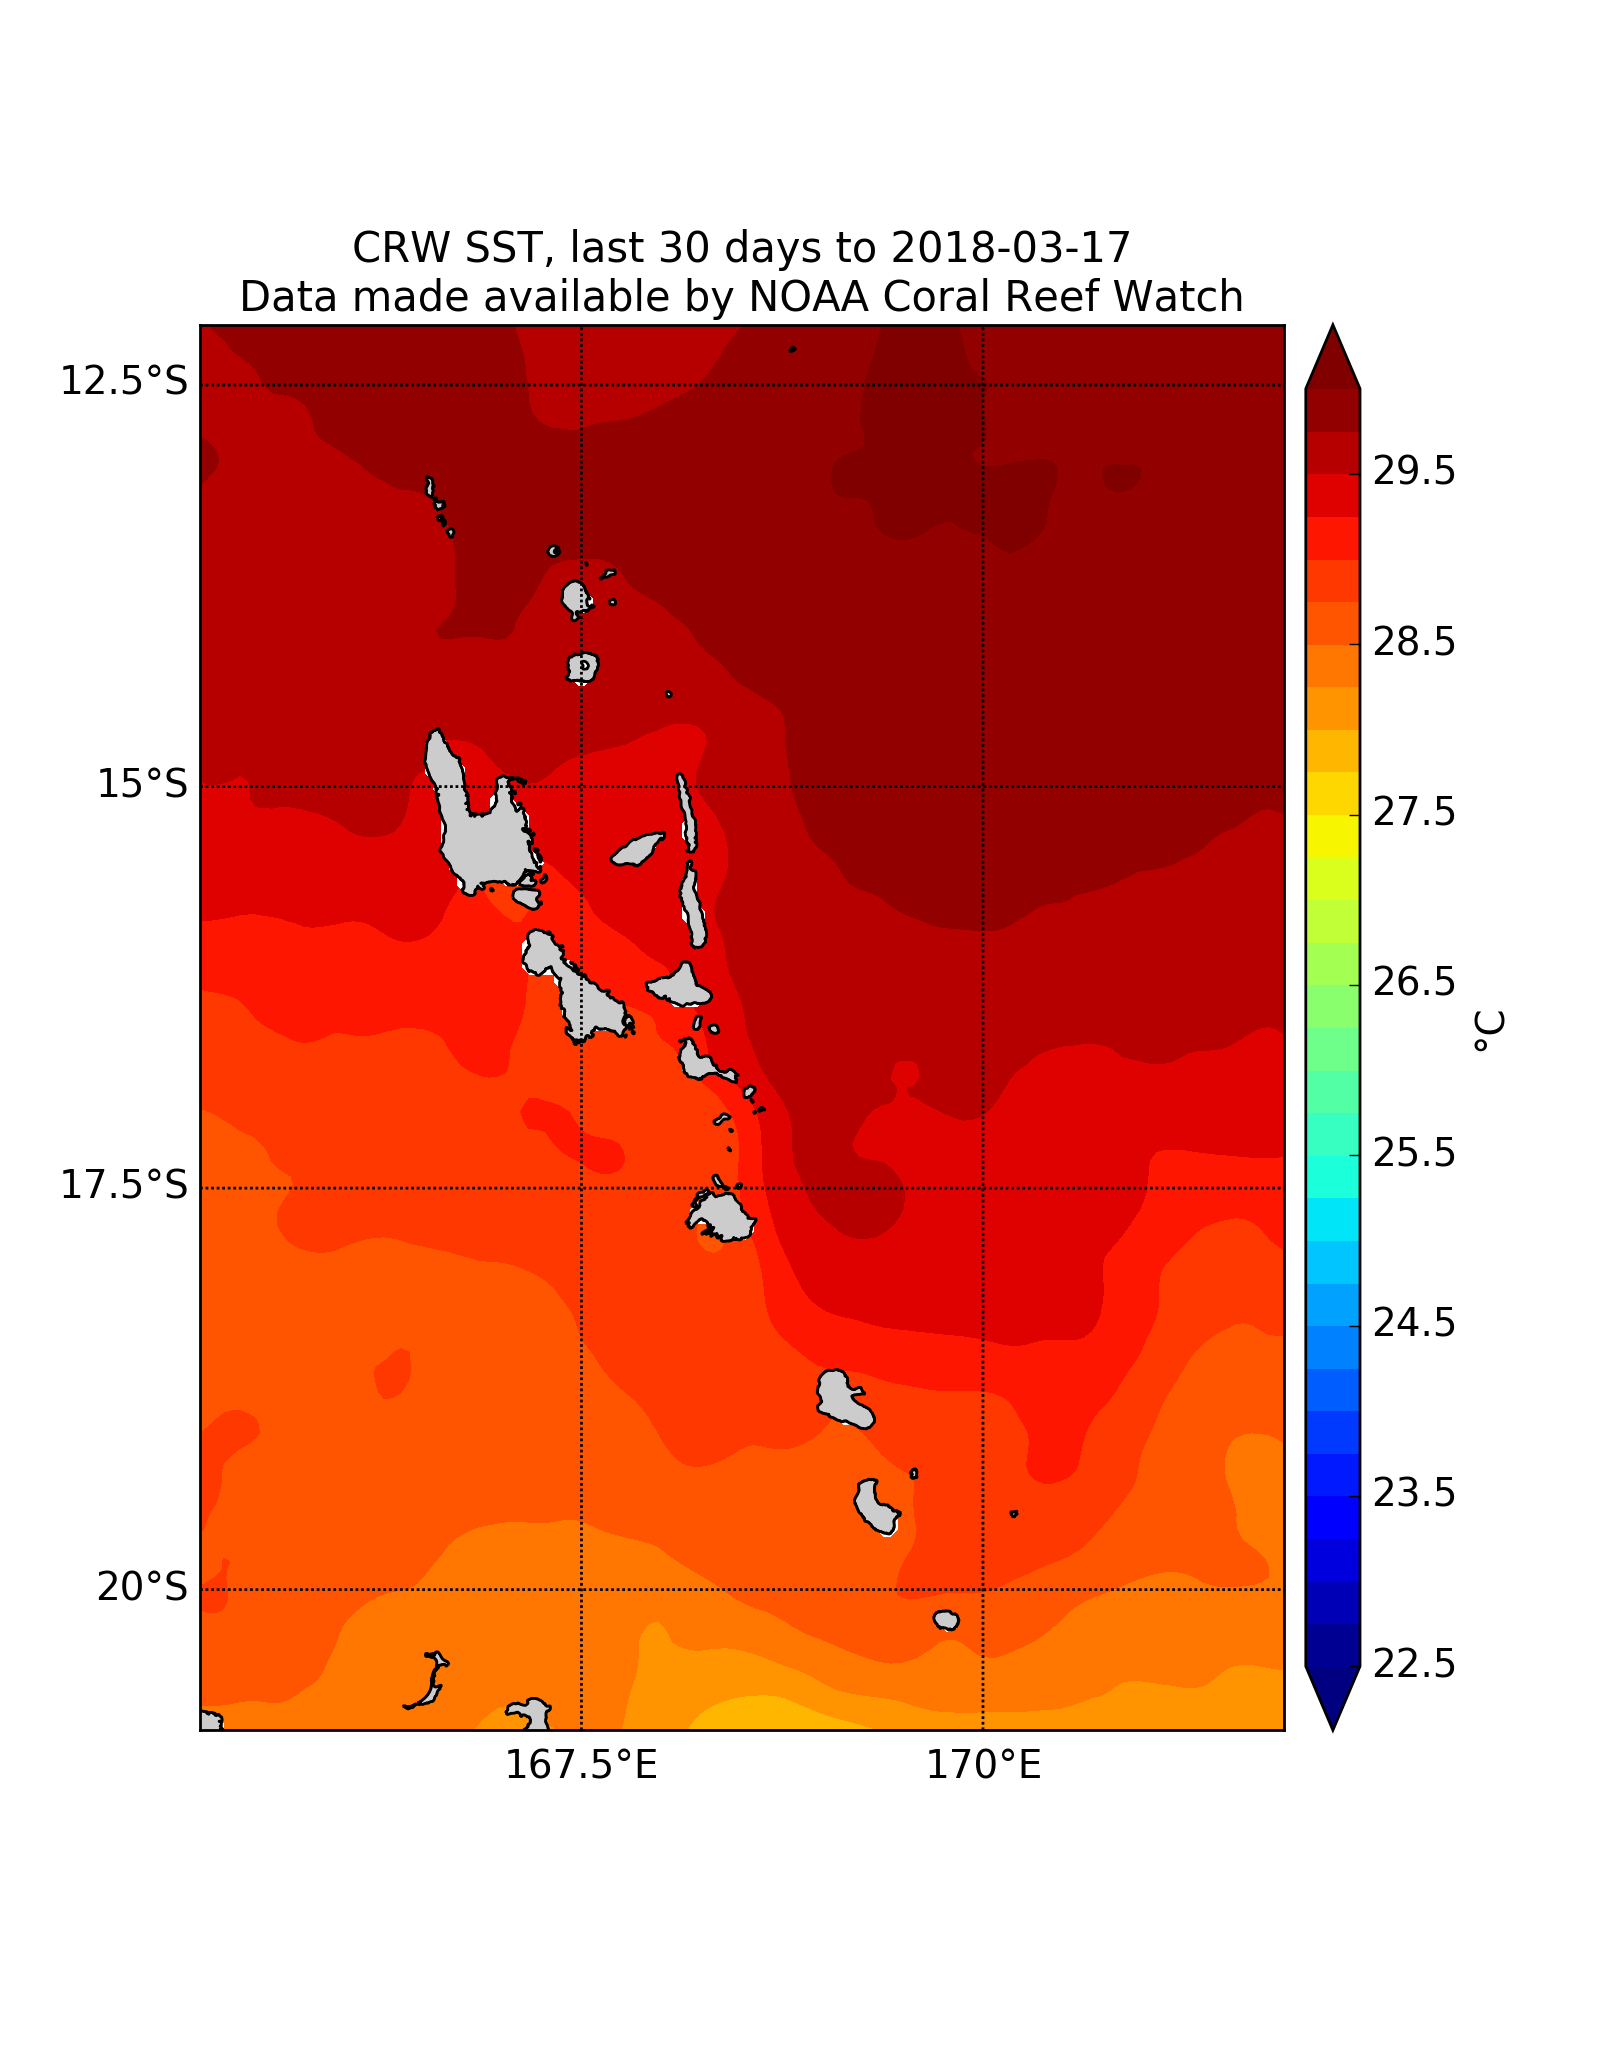 CRW SST, last 30 days to 2018-03-17
Data made available by NOAA Coral Reef Watch
12.5°S
15°S
17.5°S
20°S
167.5°E
170°E
29.5
28.5
27.5
26.5
25.5
24.5
23.5
22.5
°C